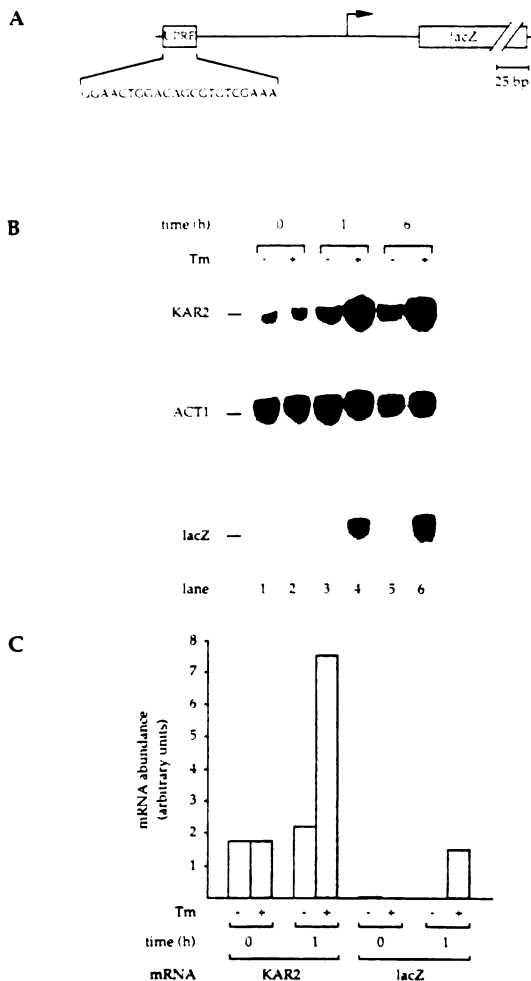 A
UPRE
lacZ
25 bp
GGAACTGGACAGCGTGTCGAAA
B
time (h) 0 1 6
Tm - + - + - +
KAR2
ACT1
lacZ
lane 1 2 3 4 5 6
C
mRNA abundance
(arbitrary units)
8
7
6
5
4
3
2
1
Tm - + - + - + - +
time (h) 0 1 0 1
mRNA KAR2 lacZ